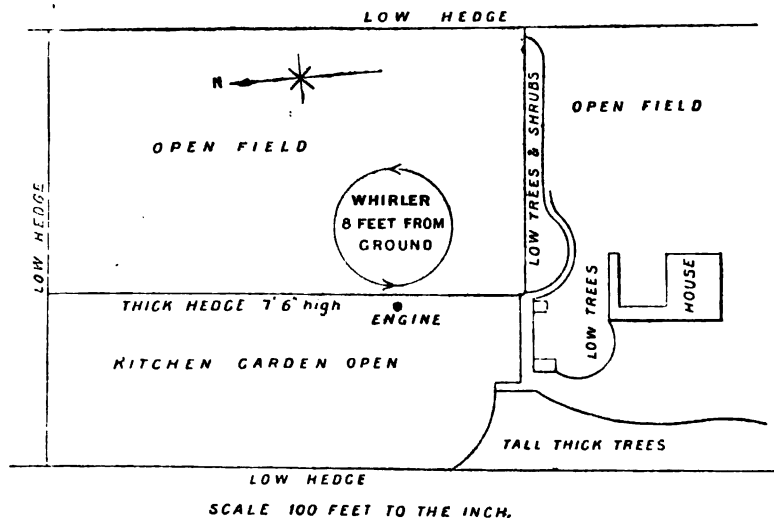 LOW HEDGE
N
OPEN FIELD
OPEN FIELD
LOW TREES & SHRUBS
WHIRLER
8 FEET FROM
GROUND
LOW HEDGE
THICK HEDGE 7' 6" high
ENGINE
LOW TREES
HOUSE
KITCHEN GARDEN OPEN
TALL THICK TREES
LOW HEDGE
SCALE 100 FEET TO THE INCH.